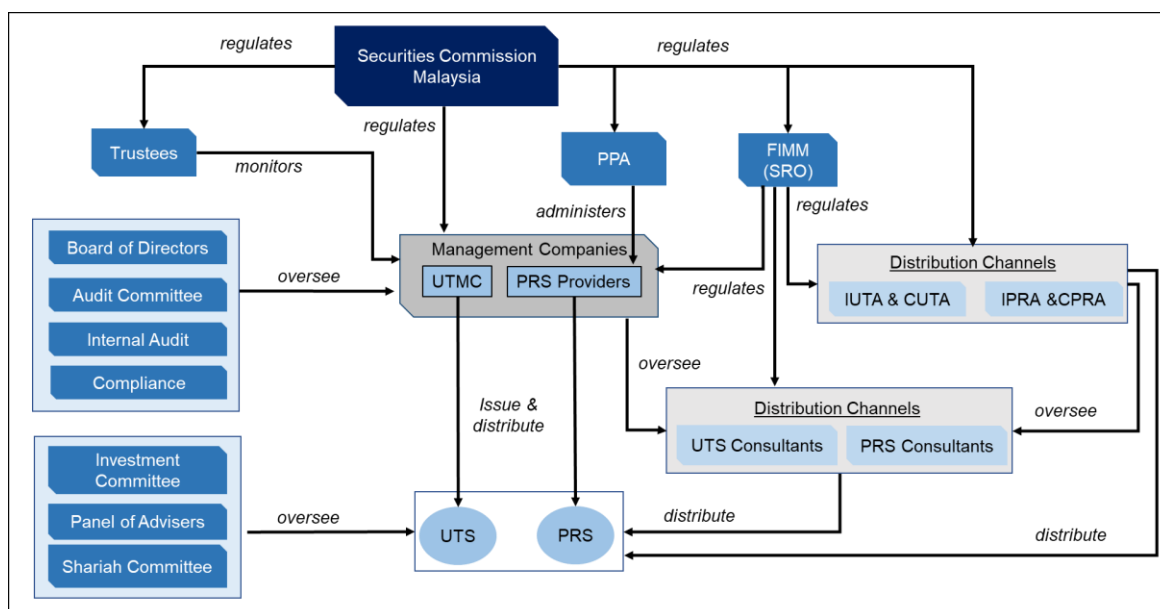 regulates
Securities Commission
Malaysia
regulates
regulates
Trustees
monitors
PPA
FIMM
(SRO)
administers
regulates
Board of Directors
Audit Committee
Internal Audit
Compliance
oversee
Management Companies
UTMC
PRS Providers
regulates
Distribution Channels
IUTA & CUTA
IPRA &CPRA
oversee
Issue &
distribute
Distribution Channels
UTS Consultants
PRS Consultants
oversee
Investment
Committee
Panel of Advisers
Shariah Committee
oversee
UTS
PRS
distribute
distribute